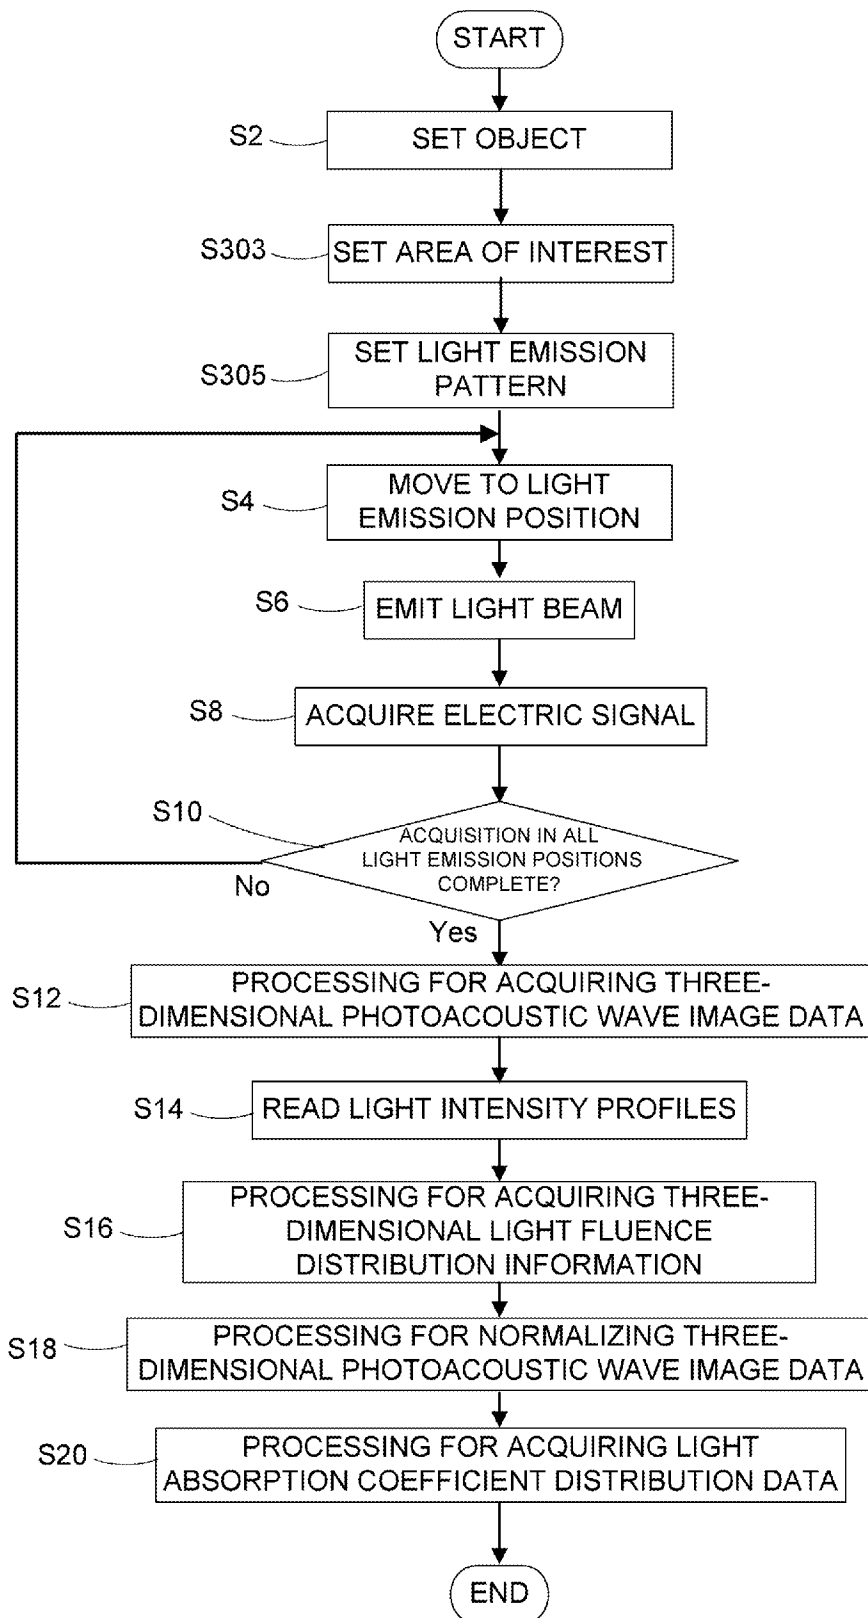 START
S2
SET OBJECT
S303
SET AREA OF INTEREST
S305
SET LIGHT EMISSION
PATTERN
S4
MOVE TO LIGHT
EMISSION POSITION
S6
EMIT LIGHT BEAM
S8
ACQUIRE ELECTRIC SIGNAL
S10
ACQUISITION IN ALL
LIGHT EMISSION POSITIONS
COMPLETE?
No
Yes
S12
PROCESSING FOR ACQUIRING THREE-
DIMENSIONAL PHOTOACOUSTIC WAVE IMAGE DATA
S14
READ LIGHT INTENSITY PROFILES
S16
PROCESSING FOR ACQUIRING THREE-
DIMENSIONAL LIGHT FLUENCE
DISTRIBUTION INFORMATION
S18
PROCESSING FOR NORMALIZING THREE-
DIMENSIONAL PHOTOACOUSTIC WAVE IMAGE DATA
S20
PROCESSING FOR ACQUIRING LIGHT
ABSORPTION COEFFICIENT DISTRIBUTION DATA
END